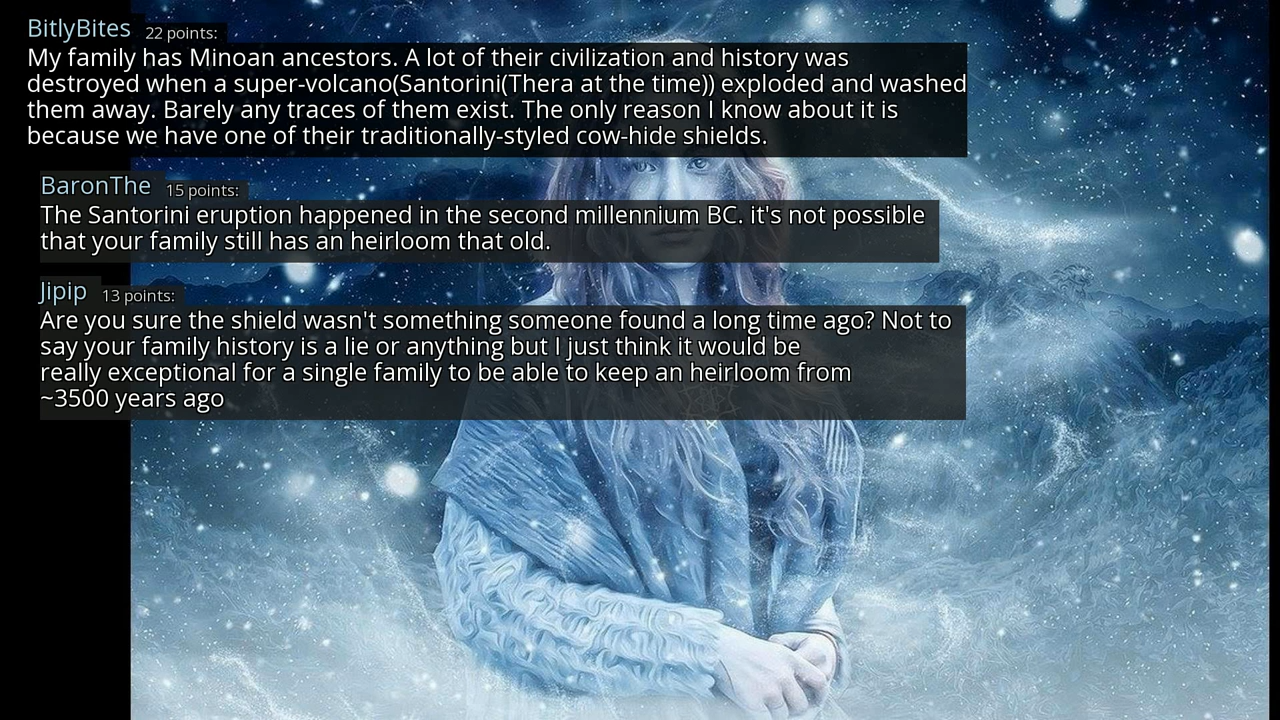 BitlyBites 22 points:
My family has Minoan ancestors. A lot of their civilization and history was
destroyed when a super-volcano(Santorini(Thera at the time)) exploded and washed
them away. Barely any traces of them exist. The only reason I know about it is
because we have one of their traditionally-styled cow-hide shields.
BaronThe 15 points:
The Santorini eruption happened in the second millennium BC. it's not possible
that your family still has an heirloom that old.
Jipip 13 points:
Are you sure the shield wasn't something someone found a long time ago? Not to
say your family history is a lie or anything but I just think it would be
really exceptional for a single family to be able to keep an heirloom from
~3500 years ago